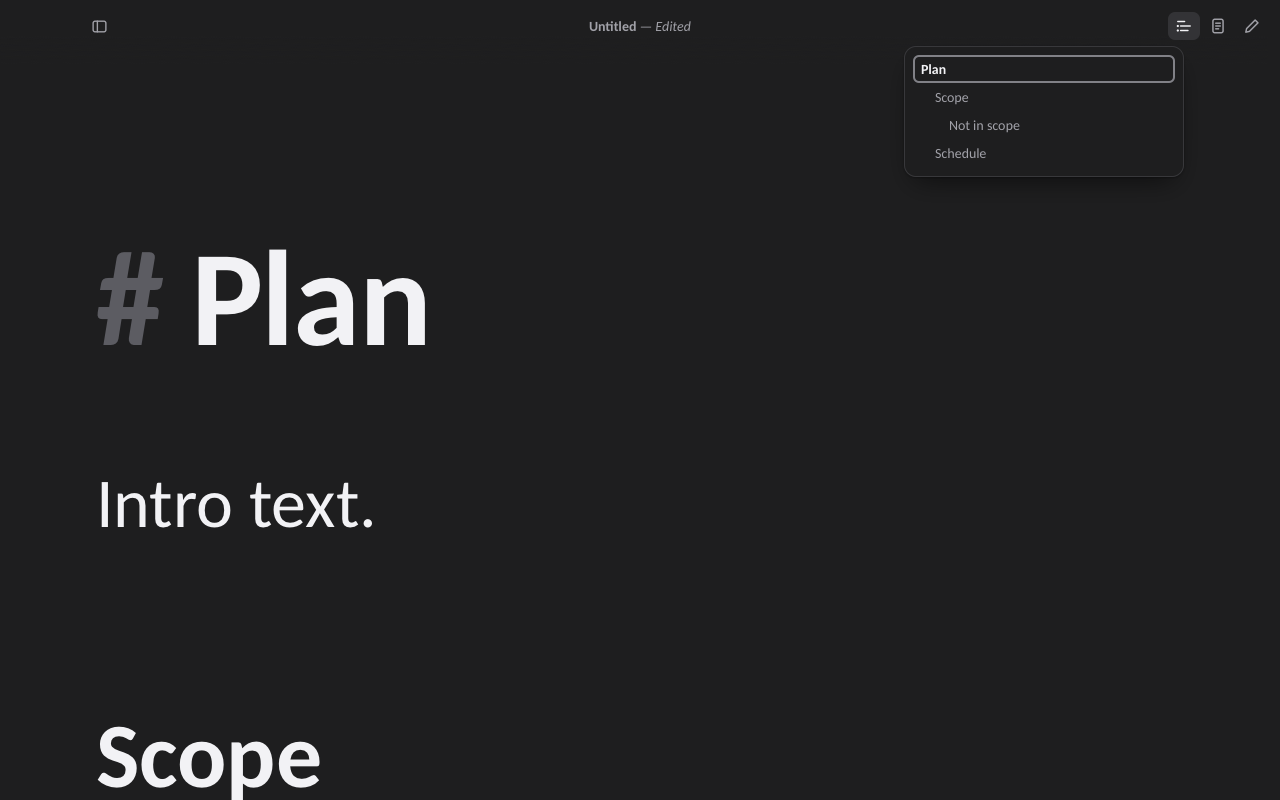 Untitled — Edited
Plan
Scope
Not in scope
Schedule
# Plan
Intro text.
Scope